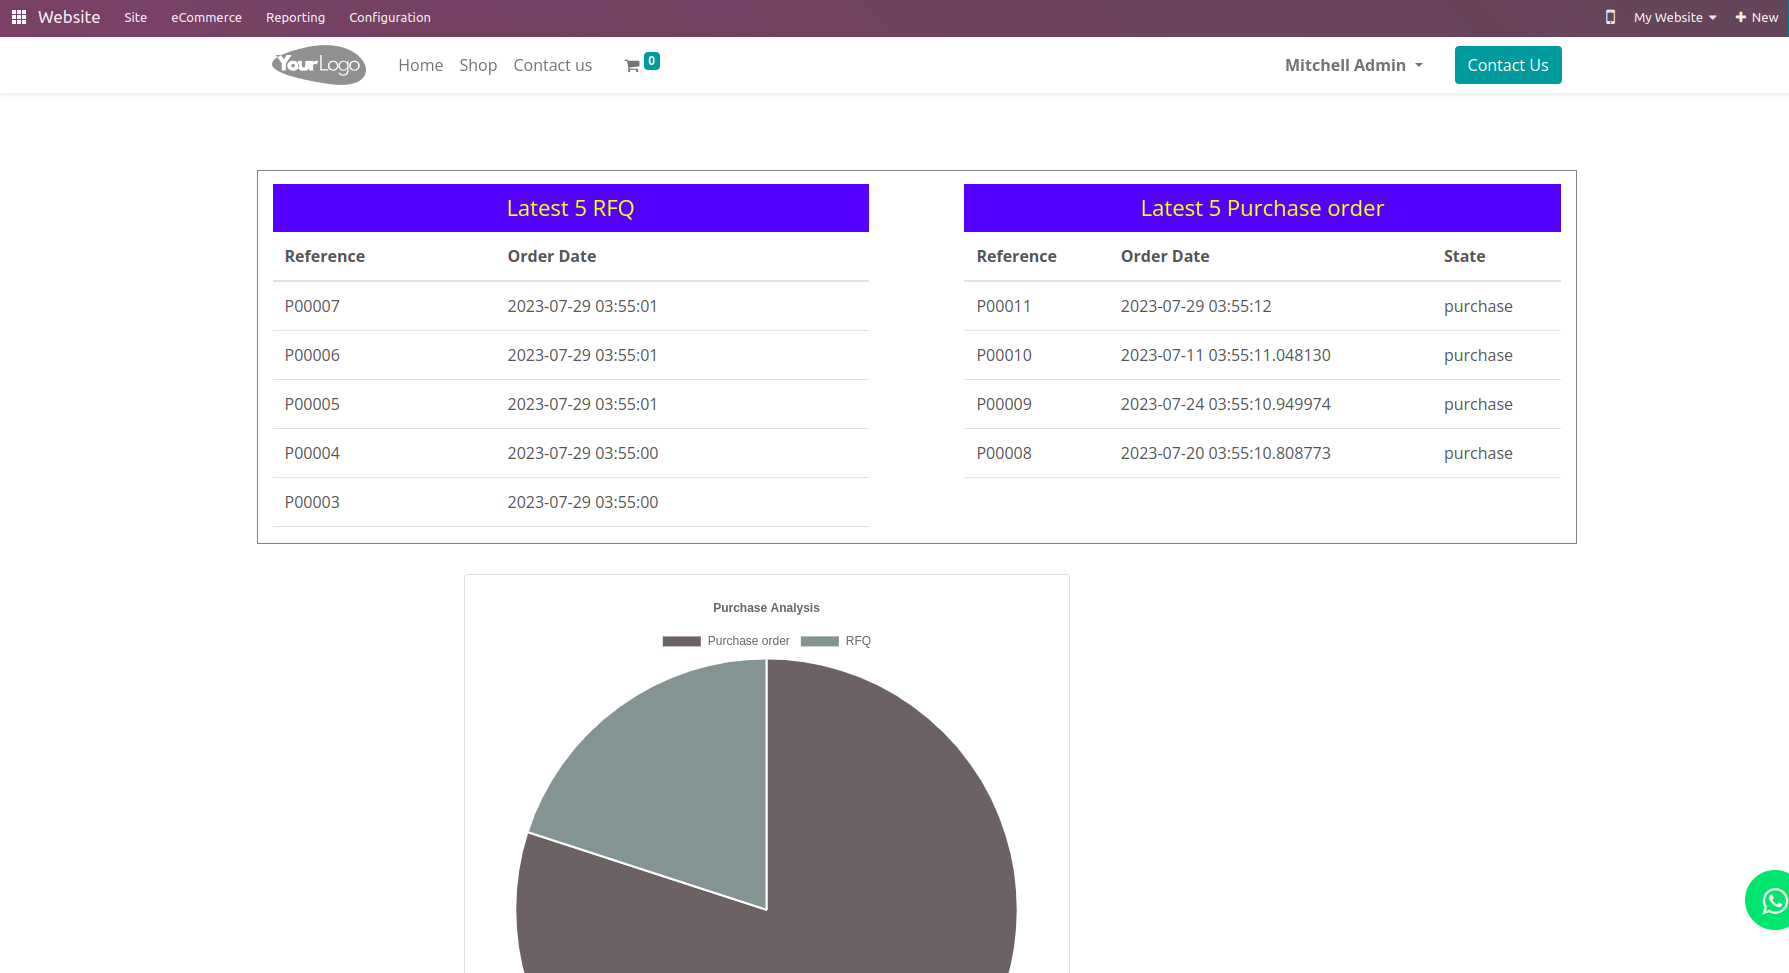 Website Site eCommerce Reporting Configuration My Website New
YourLogo Home Shop Contact us 0 Mitchell Admin Contact Us
Latest 5 RFQ
Reference Order Date
P00007 2023-07-29 03:55:01
P00006 2023-07-29 03:55:01
P00005 2023-07-29 03:55:01
P00004 2023-07-29 03:55:00
P00003 2023-07-29 03:55:00
Latest 5 Purchase order
Reference Order Date State
P00011 2023-07-29 03:55:12 purchase
P00010 2023-07-11 03:55:11.048130 purchase
P00009 2023-07-24 03:55:10.949974 purchase
P00008 2023-07-20 03:55:10.808773 purchase
Purchase Analysis
Purchase order RFQ